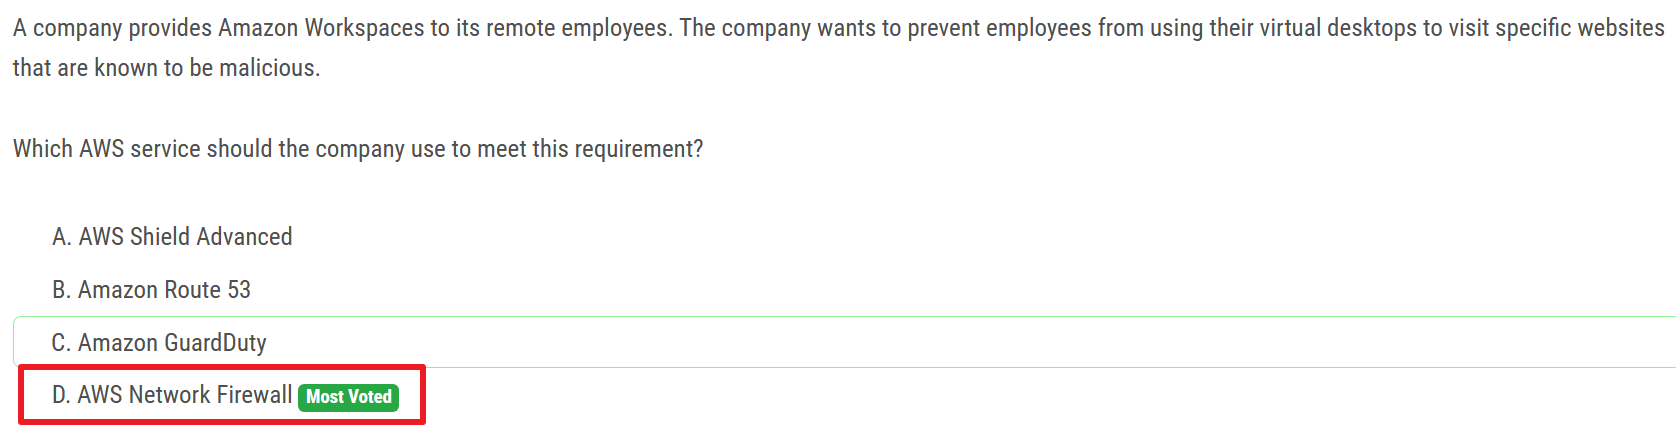 A company provides Amazon Workspaces to its remote employees. The company wants to prevent employees from using their virtual desktops to visit specific websites
that are known to be malicious.
Which AWS service should the company use to meet this requirement?
A. AWS Shield Advanced
B. Amazon Route 53
C. Amazon GuardDuty
D. AWS Network Firewall Most Voted